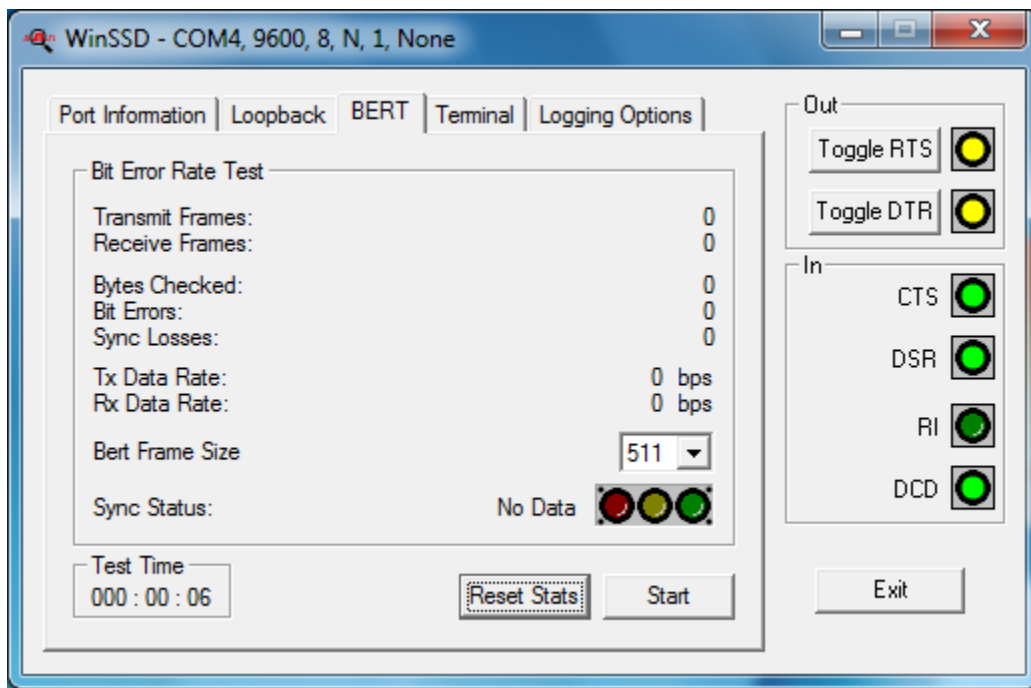 WinSSD - COM4, 9600, 8, N, 1, None
Port Information Loopback BERT Terminal Logging Options
Bit Error Rate Test
Transmit Frames: 0
Receive Frames: 0
Bytes Checked: 0
Bit Errors: 0
Sync Losses: 0
Tx Data Rate: 0 bps
Rx Data Rate: 0 bps
Bert Frame Size 511
Sync Status: No Data
Test Time
000 : 00 : 06
Reset Stats Start
Out
Toggle RTS
Toggle DTR
In
CTS
DSR
RI
DCD
Exit